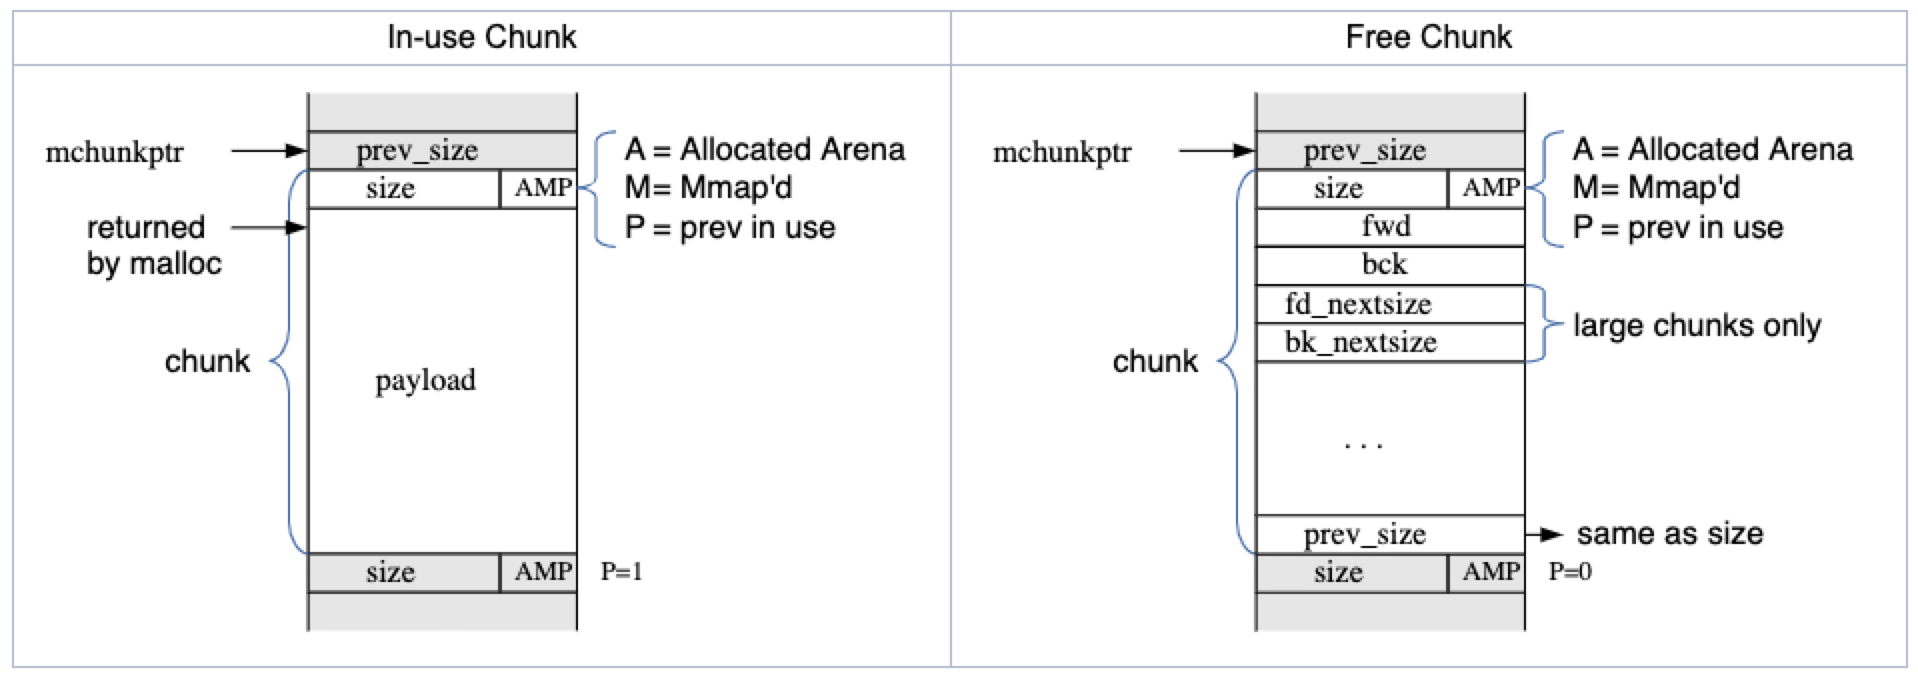 In-use Chunk
mchunkptr
prev_size
size AMP
A = Allocated Arena
M= Mmap'd
P = prev in use
returned
by malloc
chunk
payload
size AMP P=1
Free Chunk
mchunkptr
prev_size
size AMP
A = Allocated Arena
M= Mmap'd
P = prev in use
fwd
bck
fd_nextsize
bk_nextsize
large chunks only
chunk
...
prev_size same as size
size AMP P=0